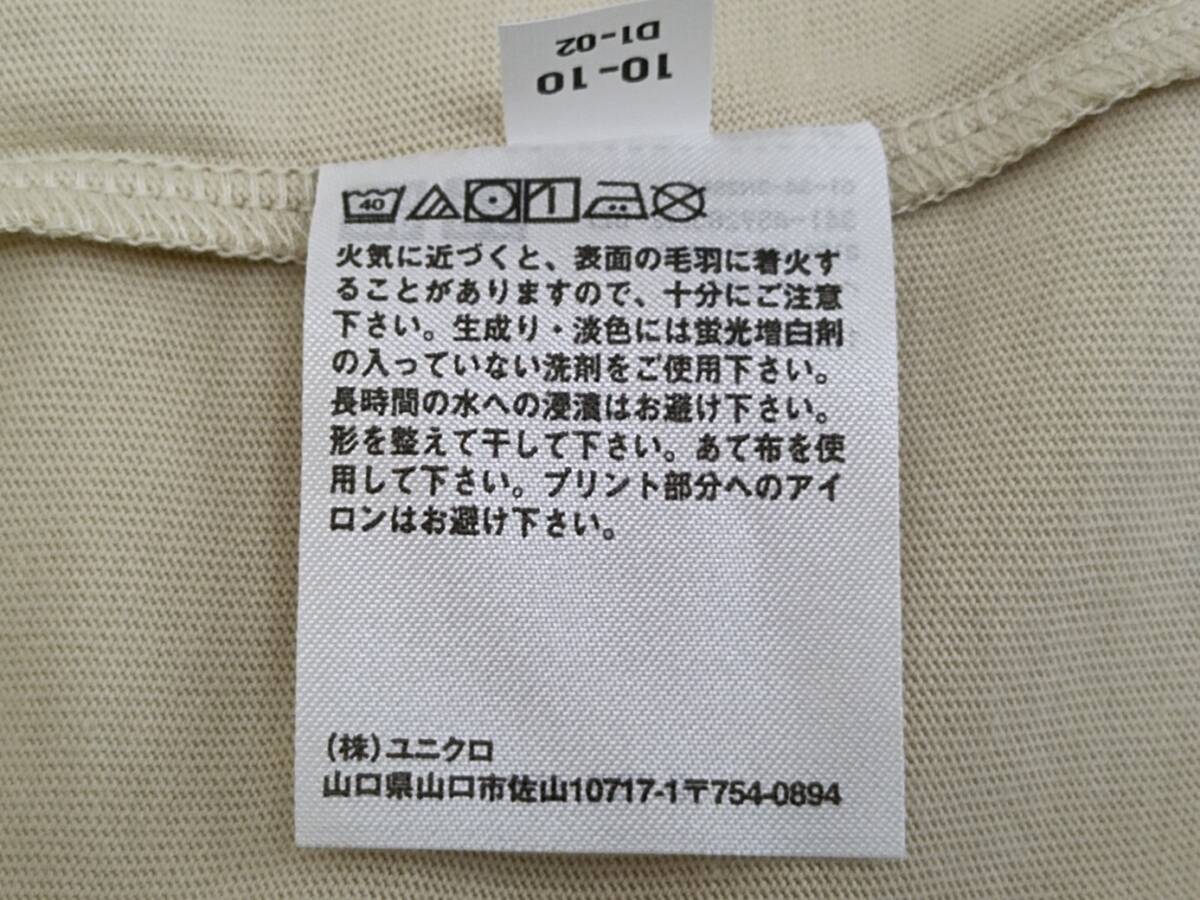 D1-02
10-10
40
火気に近づくと、表面の毛羽に着火す
ることがありますので、十分にご注意
下さい。生成り・淡色には蛍光増白剤
の入っていない洗剤をご使用下さい。
長時間の水への浸漬はお避け下さい。
形を整えて干して下さい。あて布を使
用して下さい。プリント部分へのアイ
ロンはお避け下さい。
(株)ユニクロ
山口県山口市佐山10717-1〒754-0894